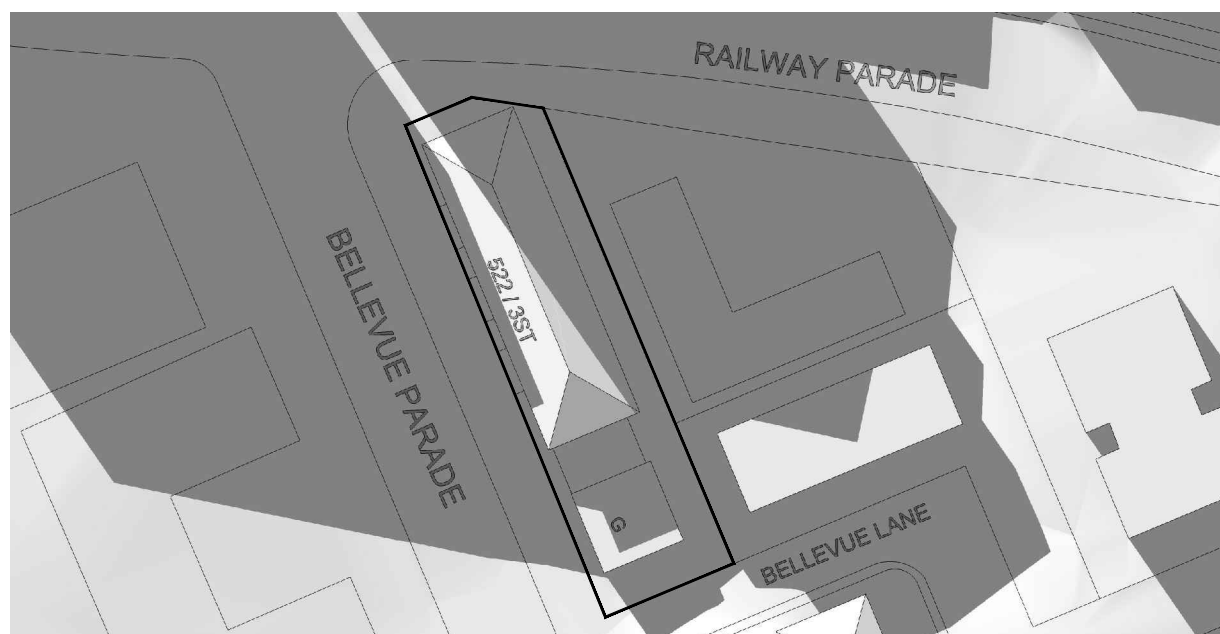 RAILWAY PARADE
BELLEVUE PARADE
522 / 3ST
G
BELLEVUE LANE